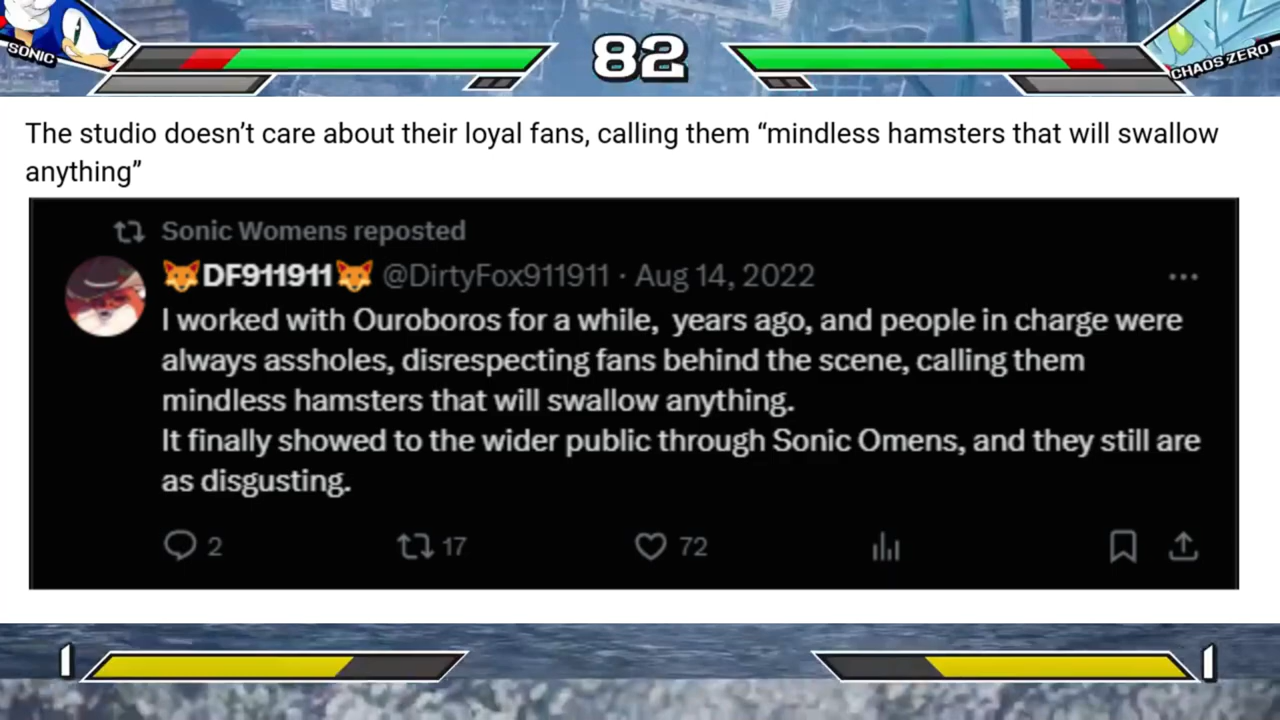 SONIC
82
CHAOS ZERO
The studio doesn’t care about their loyal fans, calling them “mindless hamsters that will swallow
anything”
Sonic Womens reposted
🦊DF911911🦊 @DirtyFox911911 · Aug 14, 2022
I worked with Ouroboros for a while, years ago, and people in charge were
always assholes, disrespecting fans behind the scene, calling them
mindless hamsters that will swallow anything.
It finally showed to the wider public through Sonic Omens, and they still are
as disgusting.
2 17 72
1 1